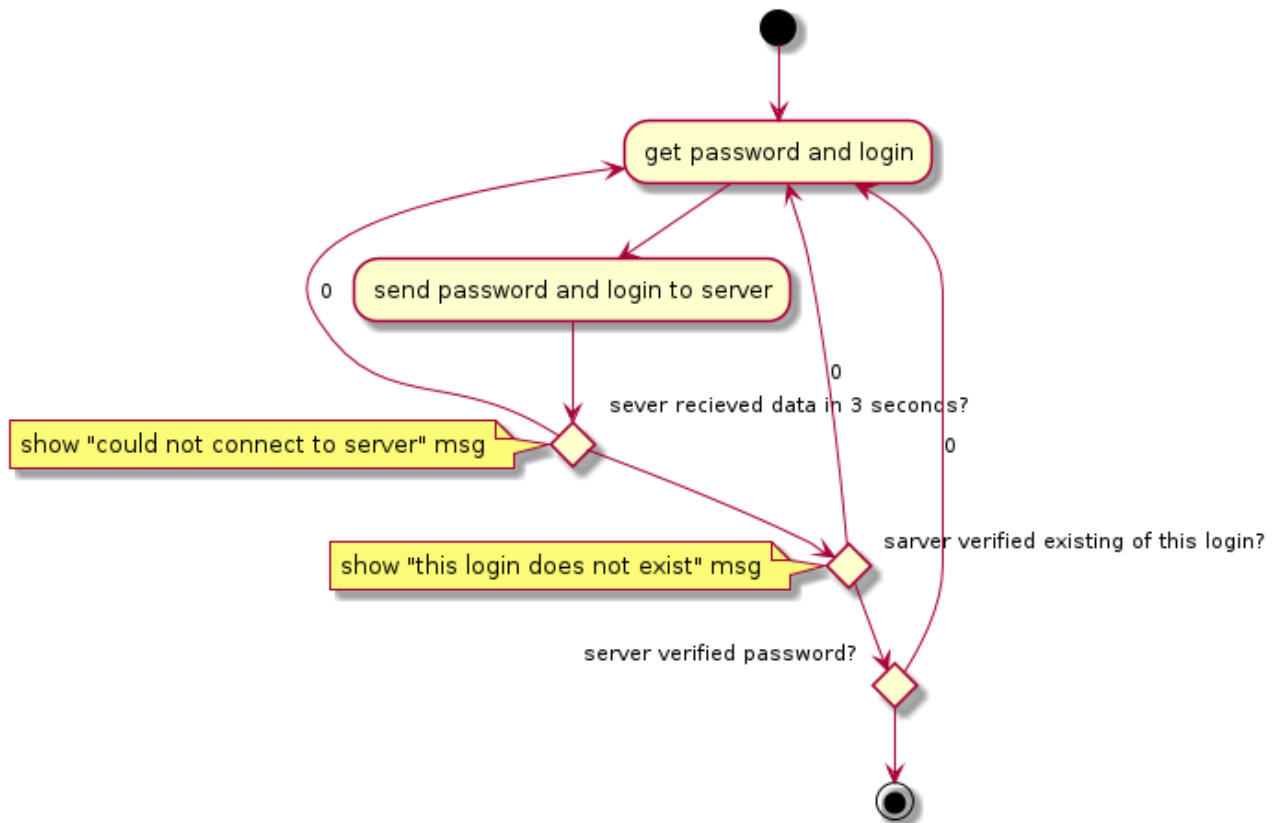 get password and login
send password and login to server
0
0
sever recieved data in 3 seconds?
show "could not connect to server" msg
0
sarver verified existing of this login?
show "this login does not exist" msg
server verified password?